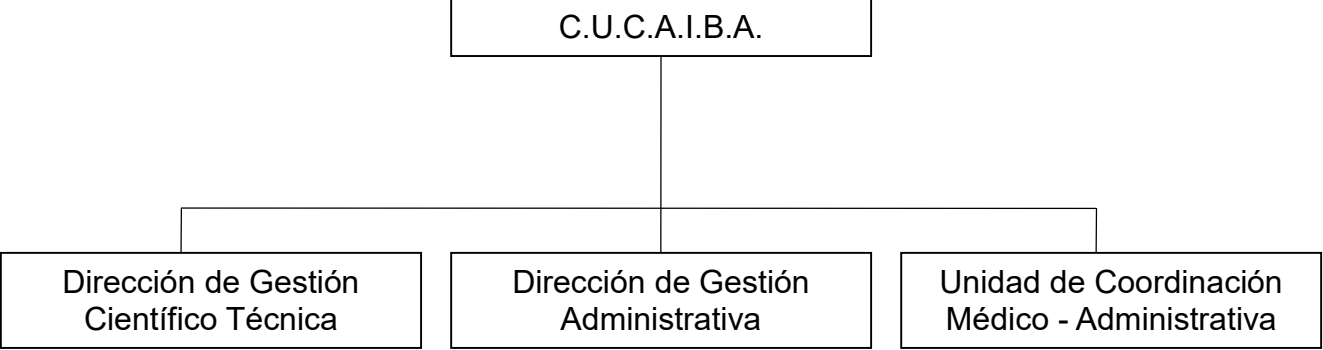 C.U.C.A.I.B.A.
Dirección de Gestión
Científico Técnica
Dirección de Gestión
Administrativa
Unidad de Coordinación
Médico - Administrativa